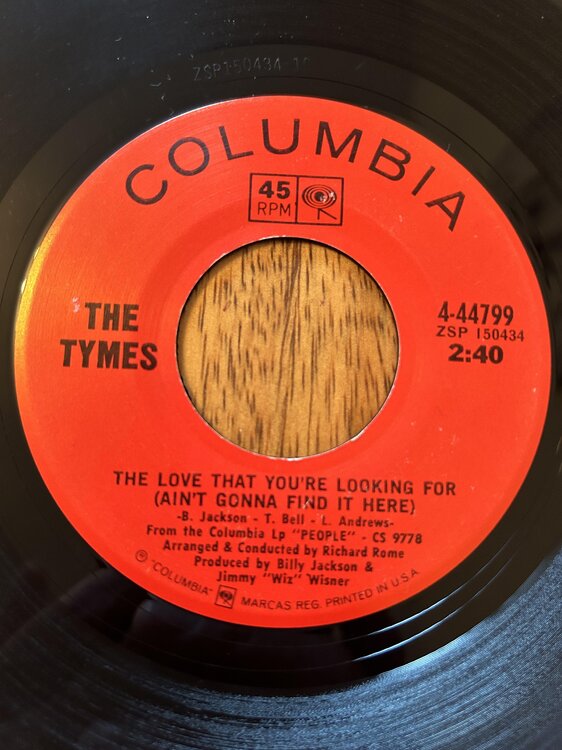 ZSP150434
COLUMBIA
45
RPM
THE
TYMES
4-44799
ZSP 150434
2:40
THE LOVE THAT YOU'RE LOOKING FOR
(AIN'T GONNA FIND IT HERE)
-B. Jackson - T. Bell - L. Andrews-
From the Columbia Lp "PEOPLE" - CS 9778
Arranged & Conducted by Richard Rome
Produced by Billy Jackson &
Jimmy "Wiz" Wisner
℗ "COLUMBIA" MARCAS REG. PRINTED IN U.S.A.